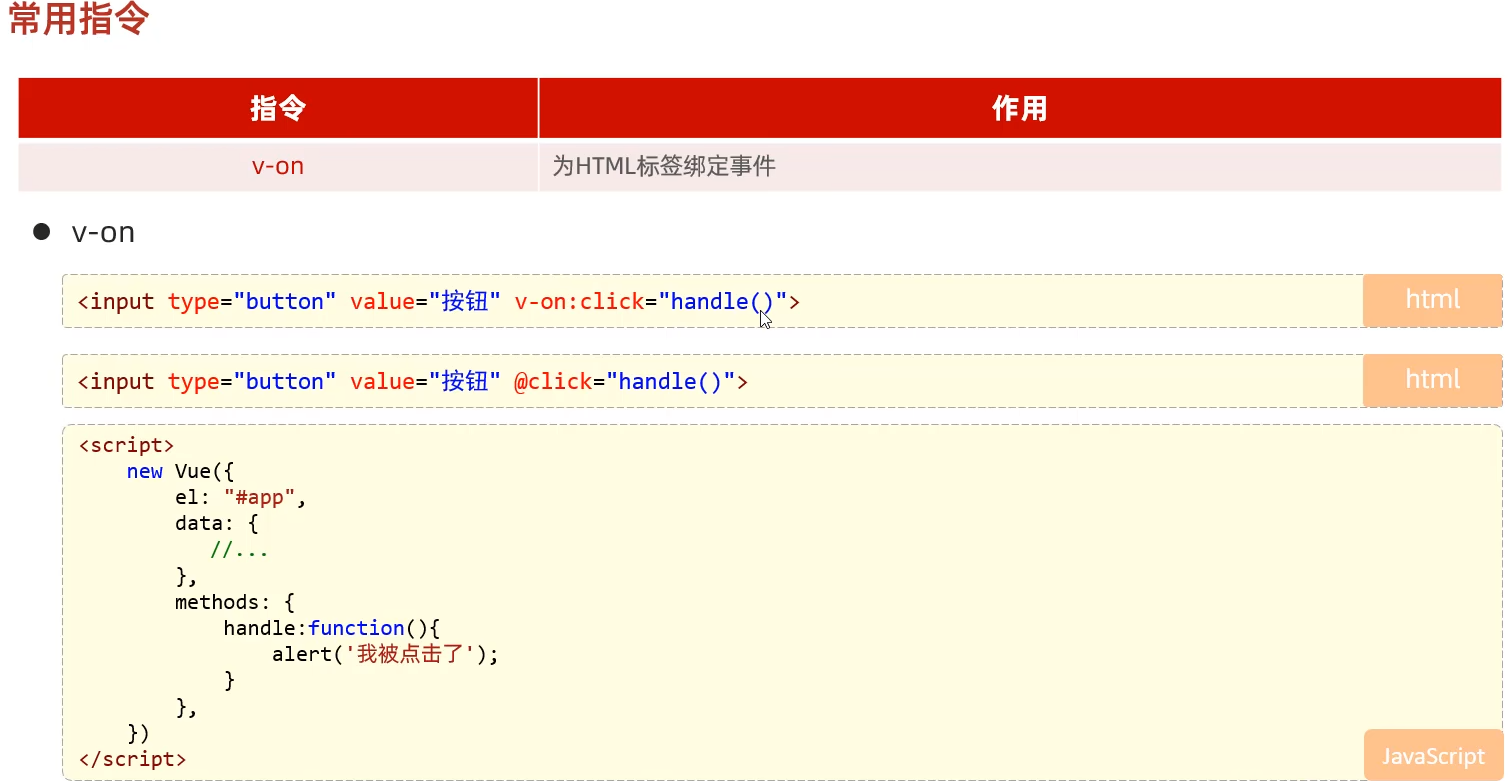 常用指令
指令 作用
v-on 为HTML标签绑定事件
v-on
<input type="button" value="按钮" v-on:click="handle()"> html
<input type="button" value="按钮" @click="handle()"> html
<script>
    new Vue({
        el: "#app",
        data: {
           //...
        },
        methods: {
            handle:function(){
                alert('我被点击了');
            }
        },
    })
</script>
JavaScript